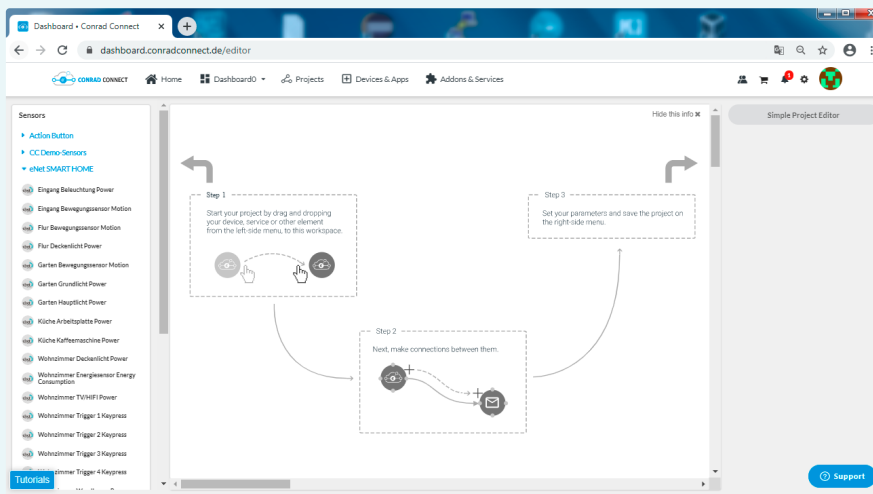 Dashboard • Conrad Connect
dashboard.conradconnect.de/editor
CONRAD CONNECT
Home
Dashboard0
Projects
Devices & Apps
Addons & Services
Sensors
Action Button
CC Demo-Sensors
eNet SMART HOME
Eingang Beleuchtung Power
Eingang Bewegungssensor Motion
Flur Bewegungssensor Motion
Flur Deckenlicht Power
Garten Bewegungssensor Motion
Garten Grundlicht Power
Garten Hauptlicht Power
Küche Arbeitsplatte Power
Küche Kaffeemaschine Power
Wohnzimmer Deckenlicht Power
Wohnzimmer Energiesensor Energy
Consumption
Wohnzimmer TV/HIFI Power
Wohnzimmer Trigger 1 Keypress
Wohnzimmer Trigger 2 Keypress
Wohnzimmer Trigger 3 Keypress
Trigger 4 Keypress
Tutorials
Hide this info ✖
Step 1
Start your project by drag and dropping
your device, service or other element
from the left-side menu, to this workspace.
Step 2
Next, make connections between them.
Step 3
Set your parameters and save the project on
the right-side menu.
Simple Project Editor
Support